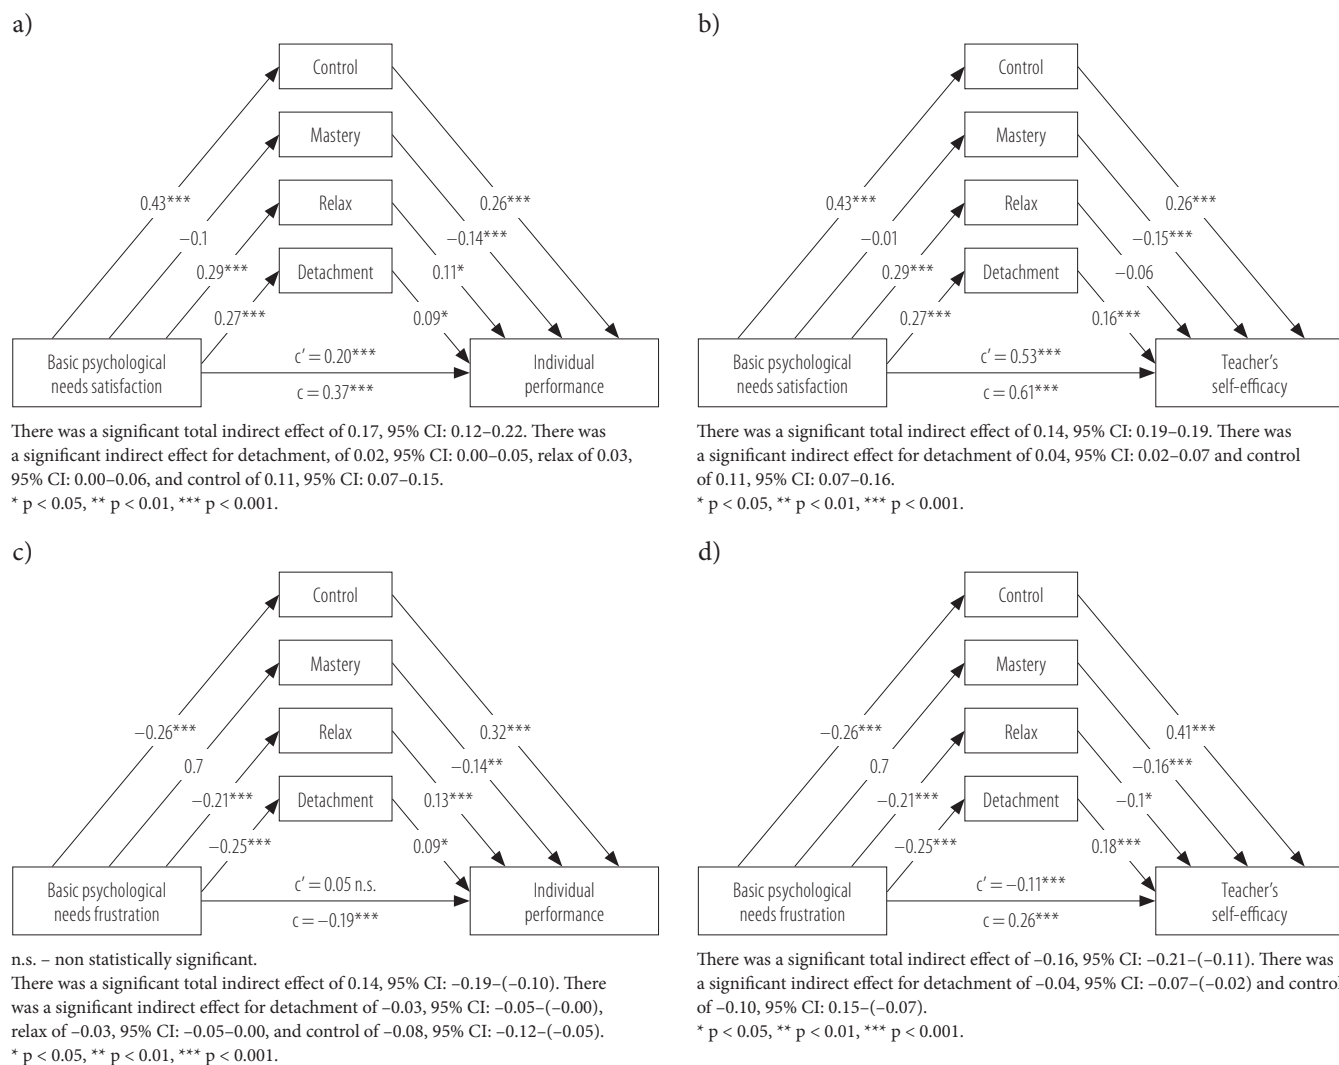 a)
Control
Mastery
Relax
Detachment
0.43***
−0.1
0.29***
0.27***
0.26***
−0.14***
0.11*
0.09*
Basic psychological
needs satisfaction
c’ = 0.20***
c = 0.37***
Individual
performance
There was a significant total indirect effect of 0.17, 95% CI: 0.12–0.22. There was
a significant indirect effect for detachment, of 0.02, 95% CI: 0.00–0.05, relax of 0.03,
95% CI: 0.00–0.06, and control of 0.11, 95% CI: 0.07–0.15.
* p < 0.05, ** p < 0.01, *** p < 0.001.
b)
Control
Mastery
Relax
Detachment
0.43***
−0.01
0.29***
0.27***
0.26***
−0.15***
−0.06
0.16***
Basic psychological
needs satisfaction
c’ = 0.53***
c = 0.61***
Teacher’s
self-efficacy
There was a significant total indirect effect of 0.14, 95% CI: 0.19–0.19. There was
a significant indirect effect for detachment of 0.04, 95% CI: 0.02–0.07 and control
of 0.11, 95% CI: 0.07–0.16.
* p < 0.05, ** p < 0.01, *** p < 0.001.
c)
Control
Mastery
Relax
Detachment
−0.26***
0.7
−0.21***
−0.25***
0.32***
−0.14**
0.13***
0.09*
Basic psychological
needs frustration
c’ = 0.05 n.s.
c = −0.19***
Individual
performance
n.s. – non statistically significant.
There was a significant total indirect effect of 0.14, 95% CI: –0.19–(–0.10). There
was a significant indirect effect for detachment of –0.03, 95% CI: –0.05–(–0.00),
relax of –0.03, 95% CI: –0.05–0.00, and control of –0.08, 95% CI: –0.12–(–0.05).
* p < 0.05, ** p < 0.01, *** p < 0.001.
d)
Control
Mastery
Relax
Detachment
−0.26***
0.7
−0.21***
−0.25***
0.41***
−0.16***
−0.1*
0.18***
Basic psychological
needs frustration
c’ = −0.11***
c = 0.26***
Teacher’s
self-efficacy
There was a significant total indirect effect of –0.16, 95% CI: –0.21–(–0.11). There was
a significant indirect effect for detachment of –0.04, 95% CI: –0.07–(–0.02) and control
of –0.10, 95% CI: 0.15–(–0.07).
* p < 0.05, ** p < 0.01, *** p < 0.001.